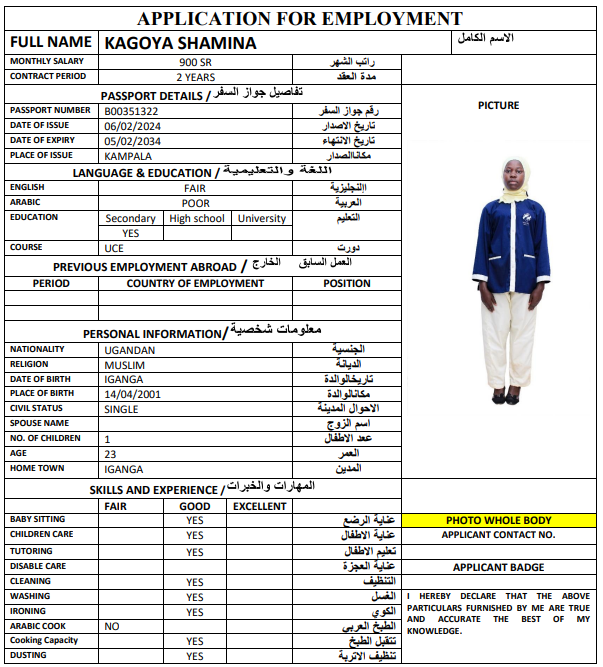 APPLICATION FOR EMPLOYMENT
FULL NAME KAGOYA SHAMINA الاسم الكامل
MONTHLY SALARY 900 SR راتب الشهر
CONTRACT PERIOD 2 YEARS مدة العقد
PASSPORT DETAILS / تفاصيل جواز السفر
PICTURE
PASSPORT NUMBER B00351322 رقم جواز السفر
DATE OF ISSUE 06/02/2024 تاريخ الاصدار
DATE OF EXPIRY 05/02/2034 تاريخ الانتهاء
PLACE OF ISSUE KAMPALA مكاناالصدار
LANGUAGE & EDUCATION / اللغة والتعليمية
ENGLISH FAIR االنجليزية
ARABIC POOR العربية
EDUCATION Secondary High school University التعليم
YES
COURSE UCE دورت
PREVIOUS EMPLOYMENT ABROAD / العمل السابق الخارج
PERIOD COUNTRY OF EMPLOYMENT POSITION
PERSONAL INFORMATION/ معلومات شخصية
NATIONALITY UGANDAN الجنسية
RELIGION MUSLIM الديانة
DATE OF BIRTH IGANGA تاريخالوالدة
PLACE OF BIRTH 14/04/2001 مكانالوالدة
CIVIL STATUS SINGLE الاحوال المدينة
SPOUSE NAME اسم الزوج
NO. OF CHILDREN 1 عدد الاطفال
AGE 23 العمر
HOME TOWN IGANGA المدين
SKILLS AND EXPERIENCE / المهارات والخبرات
FAIR GOOD EXCELLENT
BABY SITTING YES عناية الرضع
PHOTO WHOLE BODY
CHILDREN CARE YES عناية الاطفال
APPLICANT CONTACT NO.
TUTORING YES تعليم الاطفال
DISABLE CARE عناية العجزة
APPLICANT BADGE
CLEANING YES التنظيف
WASHING YES الغسل
IRONING YES الكوي
ARABIC COOK NO الطبخ العربي
Cooking Capacity YES تتقبل الطبخ
DUSTING YES تنظيف الاتربة
I HEREBY DECLARE THAT THE ABOVE
PARTICULARS FURNISHED BY ME ARE TRUE
AND ACCURATE THE BEST OF MY
KNOWLEDGE.